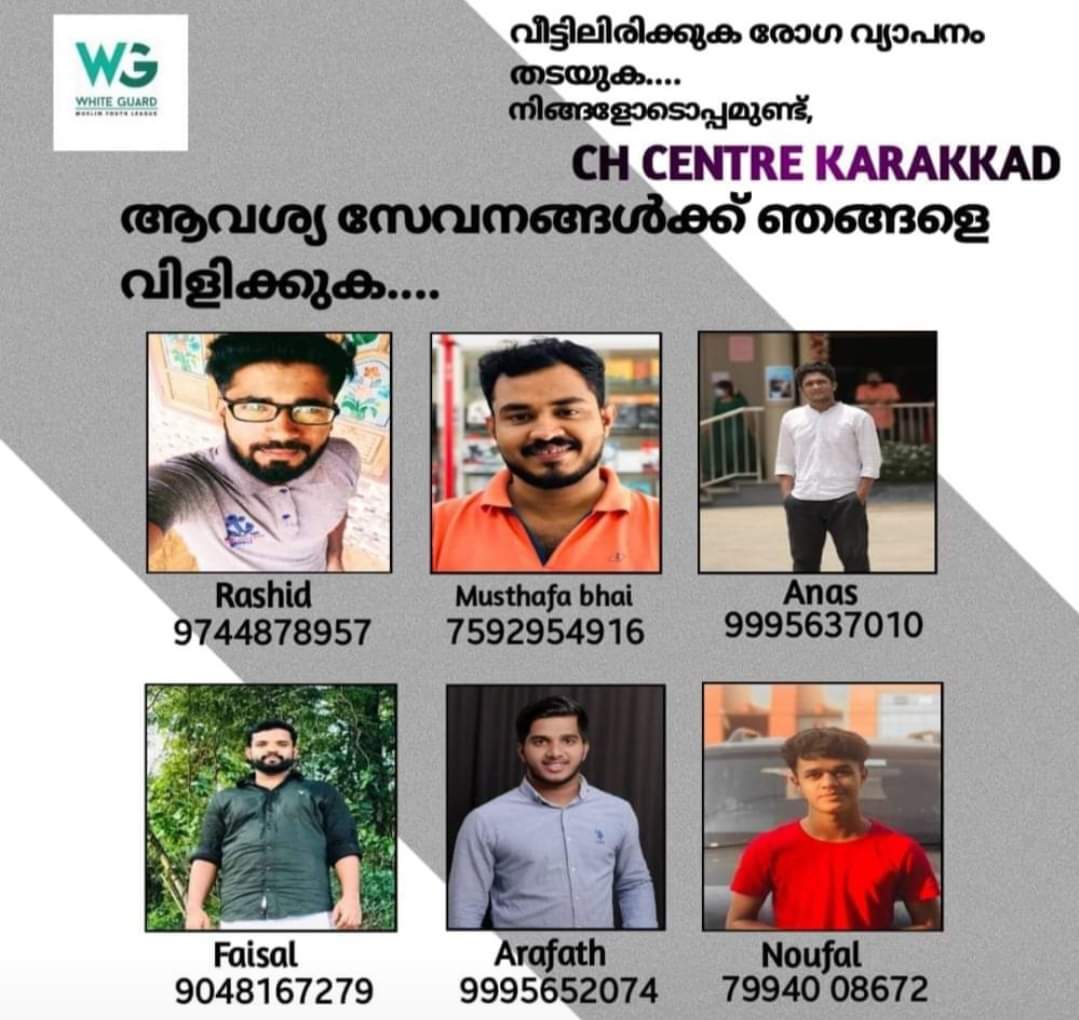 WG
WHITE GUARD
MUSLIM YOUTH LEAGUE
വീട്ടിലിരിക്കുക രോഗ വ്യാപനം
തടയുക....
നിങ്ങളോടൊപ്പമുണ്ട്,
CH CENTRE KARAKKAD
ആവശ്യ സേവനങ്ങൾക്ക് ഞങ്ങളെ
വിളിക്കുക....
Rashid
9744878957
Musthafa bhai
7592954916
Anas
9995637010
Faisal
9048167279
Arafath
9995652074
Noufal
79940 08672